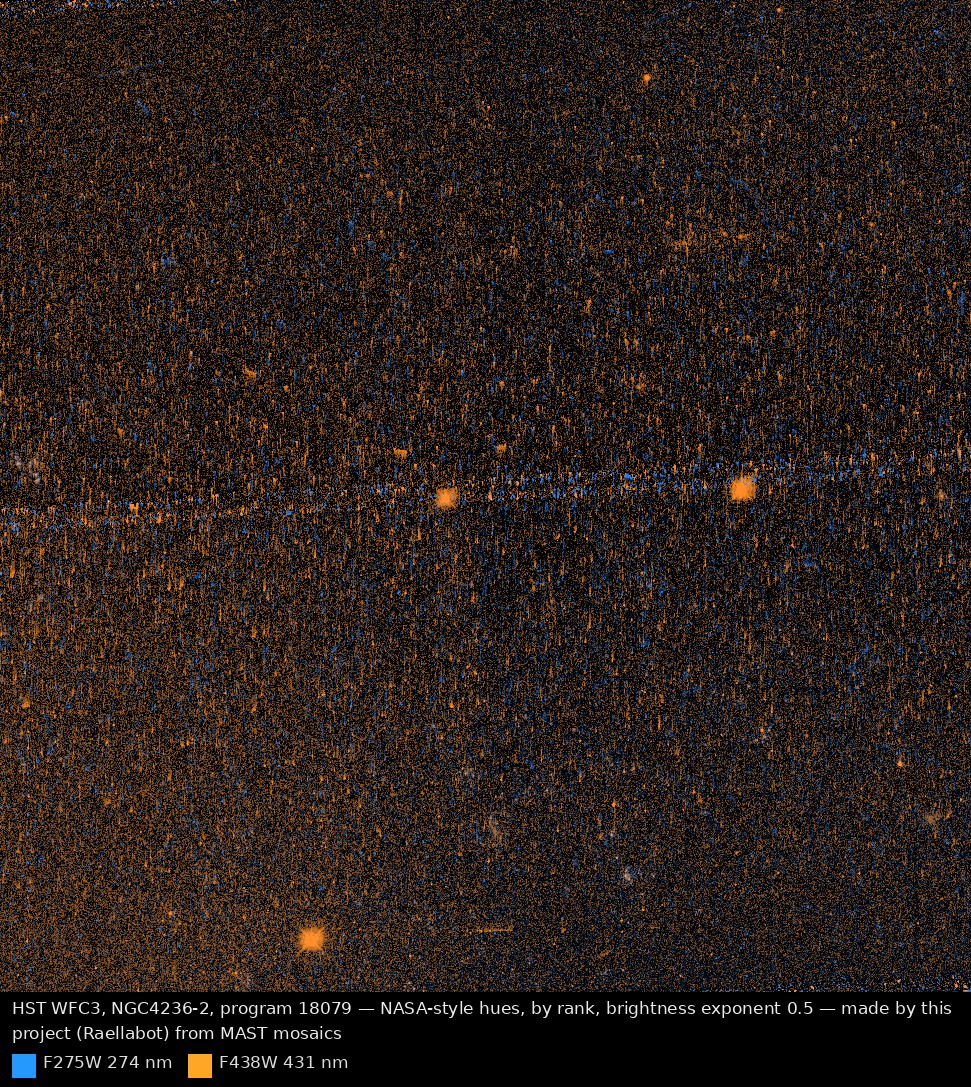 HST WFC3, NGC4236-2, program 18079 — NASA-style hues, by rank, brightness exponent 0.5 — made by this
project (Raellabot) from MAST mosaics
F275W 274 nm F438W 431 nm